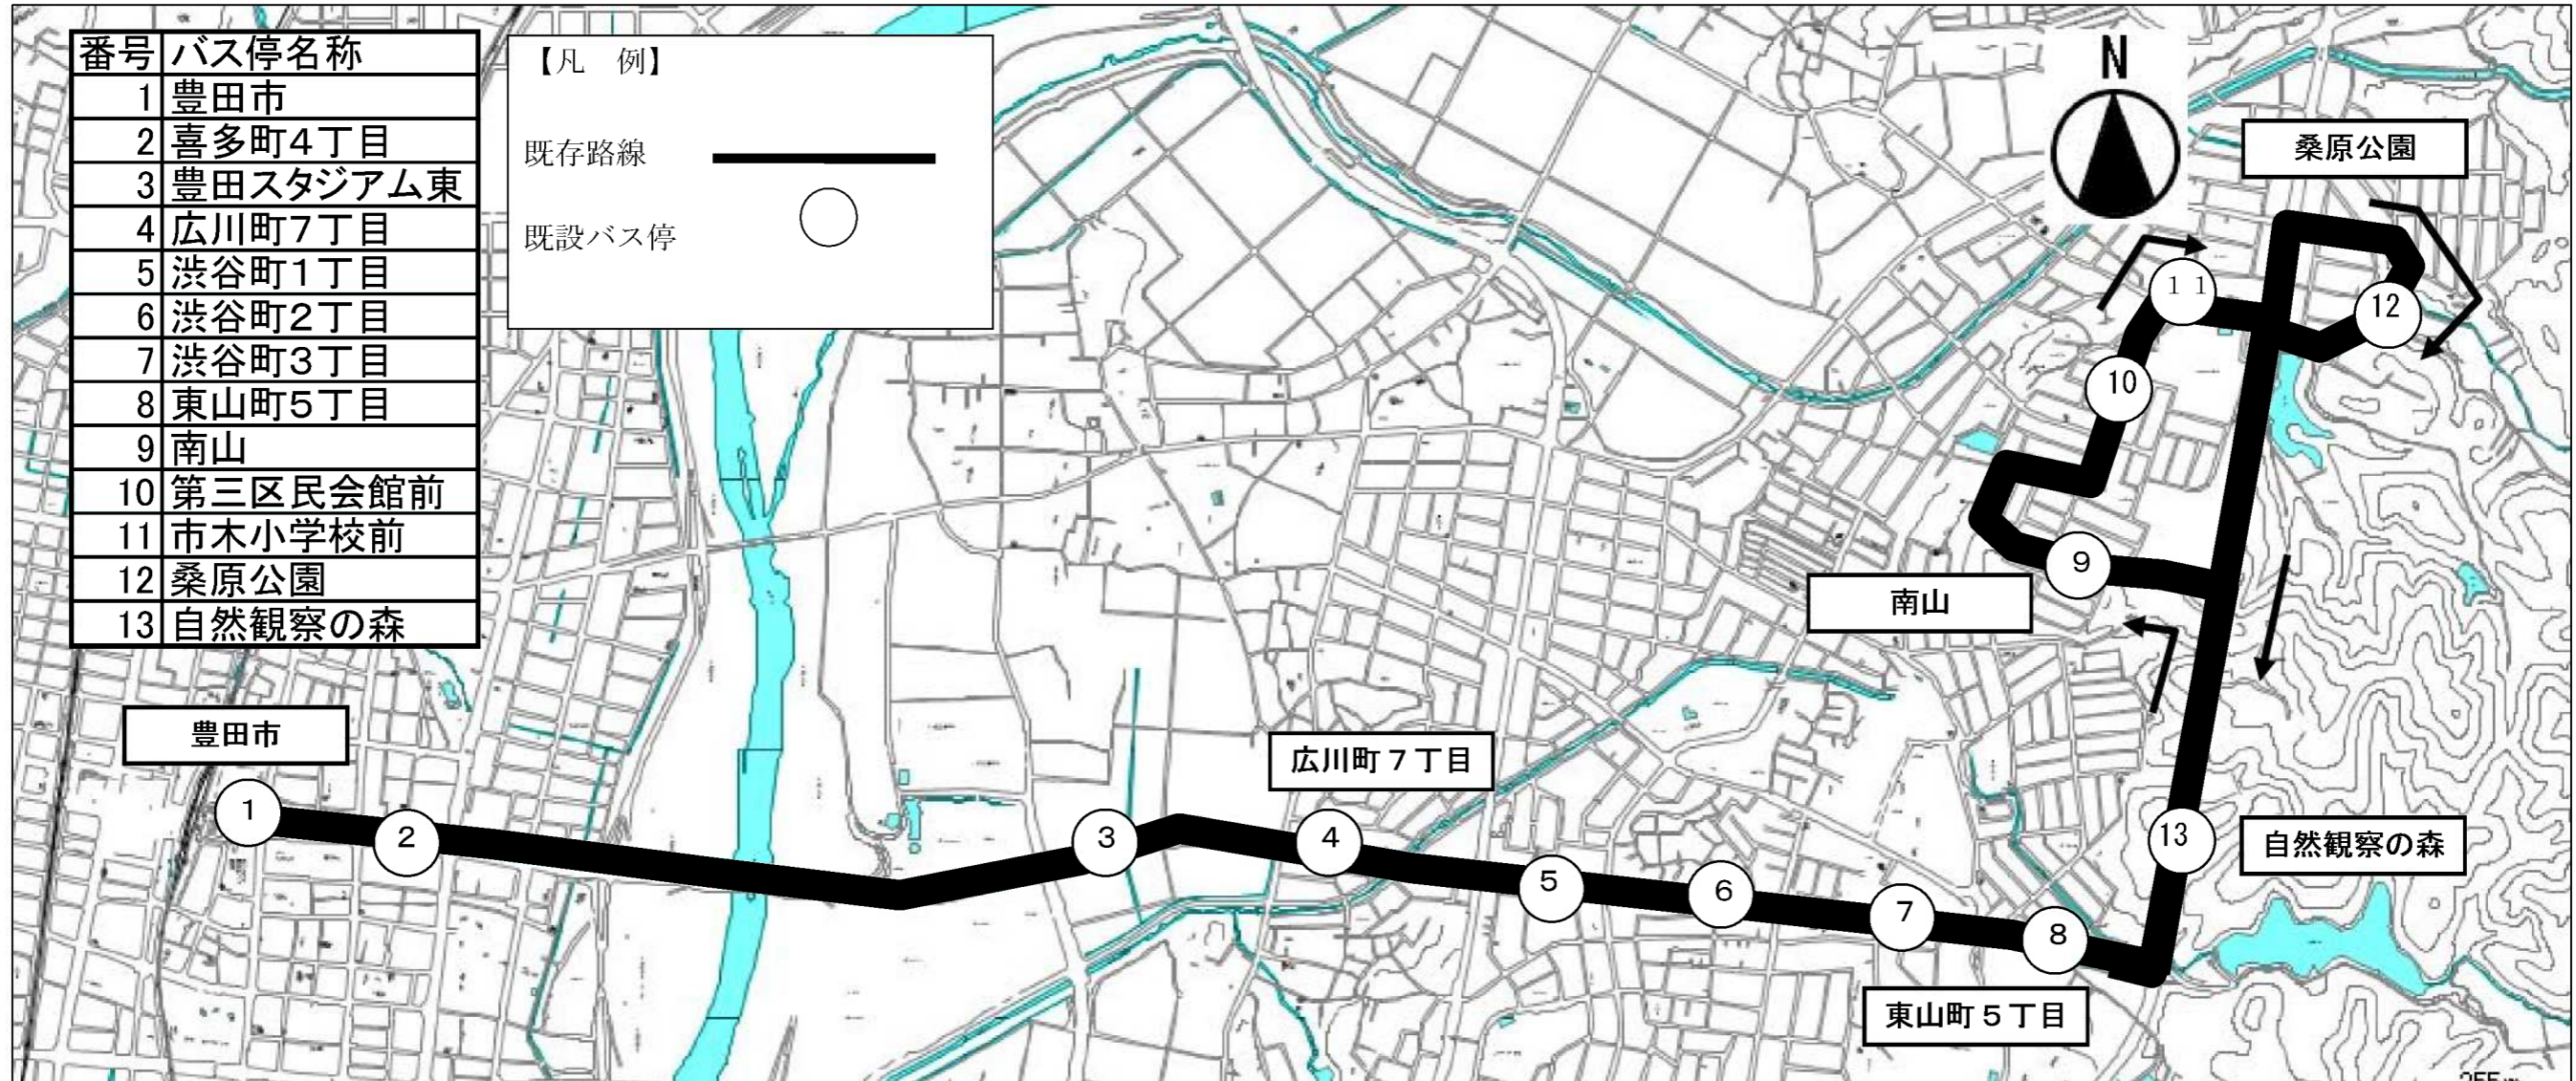 番号 バス停名称
1 豊田市
2 喜多町4丁目
3 豊田スタジアム東
4 広川町7丁目
5 渋谷町1丁目
6 渋谷町2丁目
7 渋谷町3丁目
8 東山町5丁目
9 南山
10 第三区民会館前
11 市木小学校前
12 桑原公園
13 自然観察の森
【凡　例】
既存路線
既設バス停
N
桑原公園
11
12
10
9
南山
豊田市
広川町７丁目
1
2
3
4
5
6
7
8
13
自然観察の森
東山町５丁目